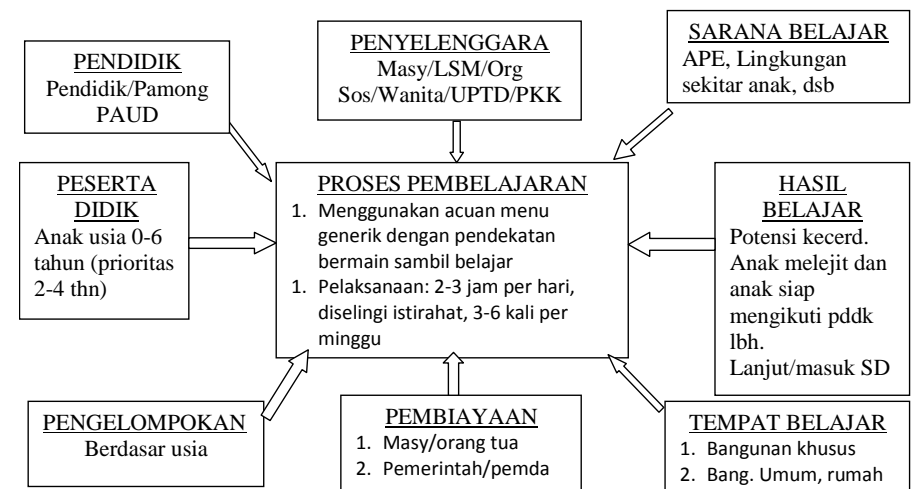 PENDIDIK
Pendidik/Pamong
PAUD
PENYELENGGARA
Masy/LSM/Org
Sos/Wanita/UPTD/PKK
SARANA BELAJAR
APE, Lingkungan
sekitar anak, dsb
PESERTA
DIDIK
Anak usia 0-6
tahun (prioritas
2-4 thn)
PROSES PEMBELAJARAN
1. Menggunakan acuan menu
generik dengan pendekatan
bermain sambil belajar
1. Pelaksanaan: 2-3 jam per hari,
diselingi istirahat, 3-6 kali per
minggu
HASIL
BELAJAR
Potensi kecerd.
Anak melejit dan
anak siap
mengikuti pddk
lbh.
Lanjut/masuk SD
PENGELOMPOKAN
Berdasar usia
PEMBIAYAAN
1. Masy/orang tua
2. Pemerintah/pemda
TEMPAT BELAJAR
1. Bangunan khusus
2. Bang. Umum, rumah